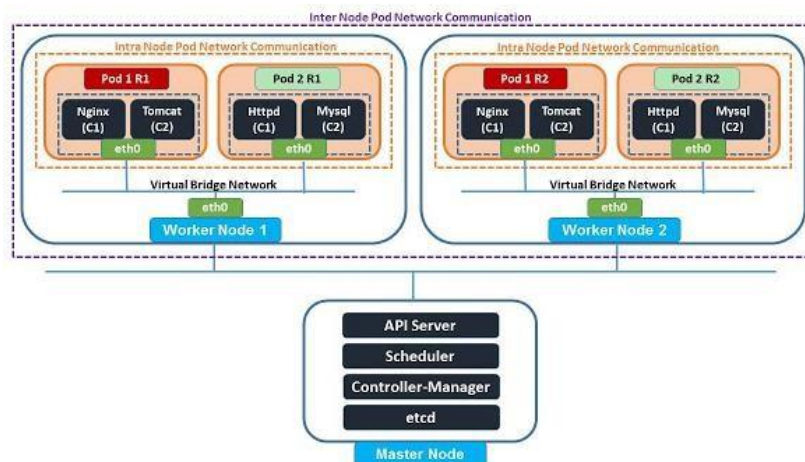 Inter Node Pod Network Communication
Intra Node Pod Network Communication
Pod 1 R1
Nginx
(C1)
Tomcat
(C2)
eth0
Pod 2 R1
Httpd
(C1)
Mysql
(C2)
eth0
Virtual Bridge Network
eth0
Worker Node 1
Intra Node Pod Network Communication
Pod 1 R2
Nginx
(C1)
Tomcat
(C2)
eth0
Pod 2 R2
Httpd
(C1)
Mysql
(C2)
eth0
Virtual Bridge Network
eth0
Worker Node 2
API Server
Scheduler
Controller-Manager
etcd
Master Node